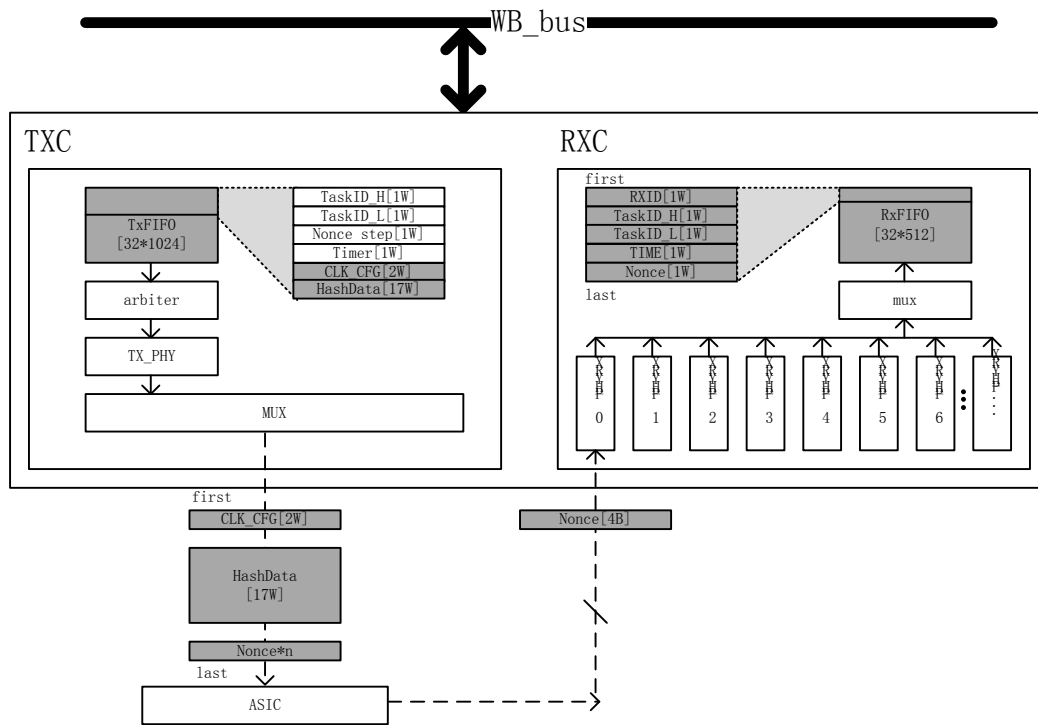 WB_bus
TXC
RXC
TxFIFO
[32*1024]
TaskID_H[1W]
TaskID_L[1W]
Nonce step[1W]
Timer[1W]
CLK_CFG[2W]
HashData[17W]
arbiter
TX_PHY
MUX
first
RXID[1W]
TaskID_H[1W]
TaskID_L[1W]
TIME[1W]
Nonce[1W]
last
RxFIFO
[32*512]
mux
0
1
2
3
4
5
6
...
first
CLK_CFG[2W]
HashData
[17W]
Nonce*n
last
ASIC
Nonce[4B]